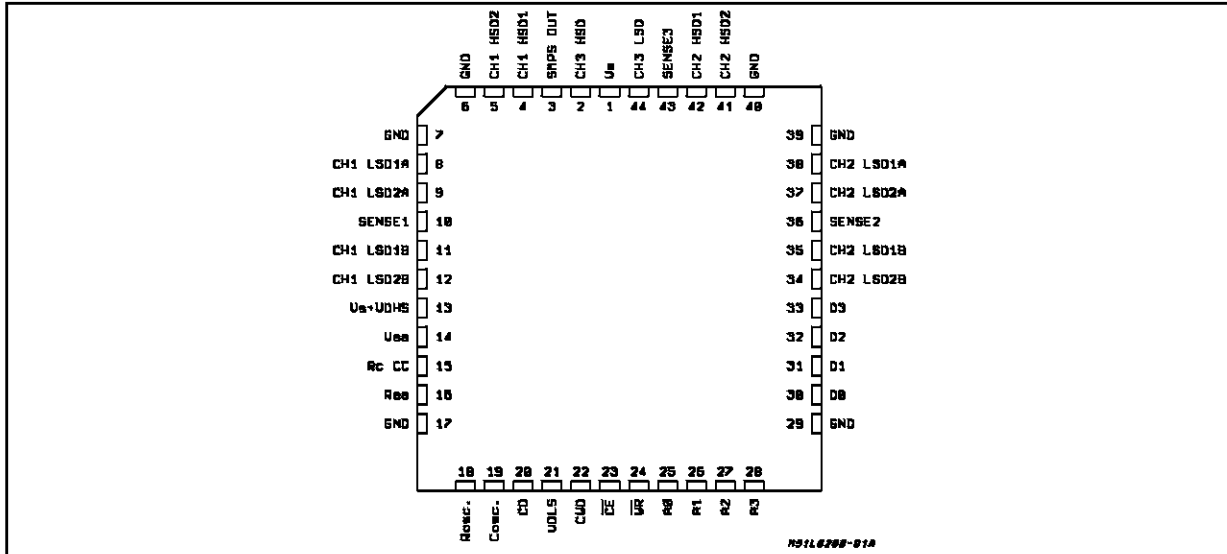 GND
CH1 HSD2
CH1 HSD1
SMPS OUT
CH3 HSD
Vs
CH3 LSD
SENSE3
CH2 HSD1
CH2 HSD2
GND
6 5 4 3 2 1 44 43 42 41 40
GND 7
39 GND
CH1 LSD1A 8
38 CH2 LSD1A
CH1 LSD2A 9
37 CH2 LSD2A
SENSE1 10
36 SENSE2
CH1 LSD1B 11
35 CH2 LSD1B
CH1 LSD2B 12
34 CH2 LSD2B
Vs+VDHS 13
33 D3
14
32 D2
15
31 D1
16
30 D0
GND 17
29 GND
18 19 20 21 22 23 24 25 26 27 28
Rosc.
Cosc.
CD
VDLS
CWD
CE
WR
A0
A1
A2
A3